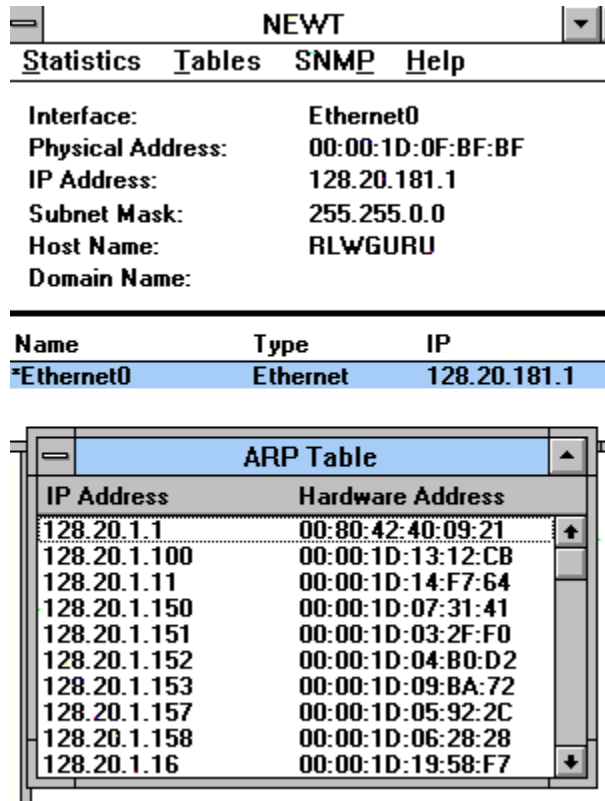 NEWT
Statistics Tables SNMP Help
Interface: Ethernet0
Physical Address: 00:00:1D:0F:BF:BF
IP Address: 128.20.181.1
Subnet Mask: 255.255.0.0
Host Name: RLWGURU
Domain Name:
Name Type IP
*Ethernet0 Ethernet 128.20.181.1
ARP Table
IP Address Hardware Address
128.20.1.1 00:80:42:40:09:21
128.20.1.100 00:00:1D:13:12:CB
128.20.1.11 00:00:1D:14:F7:64
128.20.1.150 00:00:1D:07:31:41
128.20.1.151 00:00:1D:03:2F:F0
128.20.1.152 00:00:1D:04:B0:D2
128.20.1.153 00:00:1D:09:BA:72
128.20.1.157 00:00:1D:05:92:2C
128.20.1.158 00:00:1D:06:28:28
128.20.1.16 00:00:1D:19:58:F7